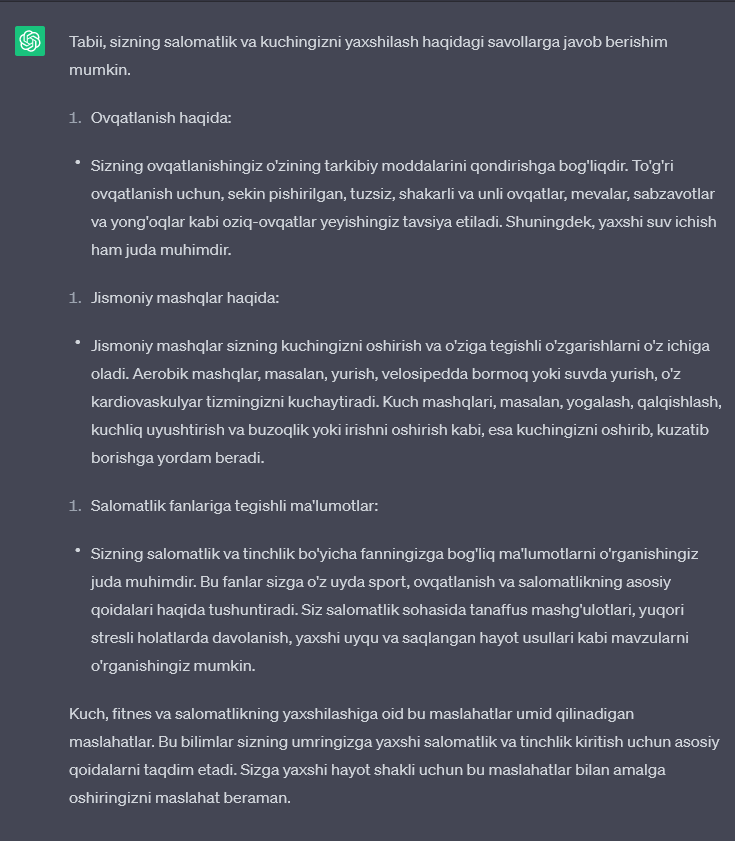 Tabii, sizning salomatlik va kuchingizni yaxshilash haqidagi savollarga javob berishim
mumkin.
1. Ovqatlanish haqida:
• Sizning ovqatlanishingiz o'zining tarkibiy moddalarini qondirishga bog'liqdir. To'g'ri
ovqatlanish uchun, sekin pishirilgan, tuzsiz, shakarli va unli ovqatlar, mevalar, sabzavotlar
va yong'oqlar kabi oziq-ovqatlar yeyishingiz tavsiya etiladi. Shuningdek, yaxshi suv ichish
ham juda muhimdir.
1. Jismoniy mashqlar haqida:
• Jismoniy mashqlar sizning kuchingizni oshirish va o'ziga tegishli o'zgarishlarni o'z ichiga
oladi. Aerobik mashqlar, masalan, yurish, velosipedda bormoq yoki suvda yurish, o'z
kardiovaskulyar tizmingizni kuchaytiradi. Kuch mashqlari, masalan, yogalash, qalqishlash,
kuchliq uyushtirish va buzoqlik yoki irishni oshirish kabi, esa kuchingizni oshirib, kuzatib
borishga yordam beradi.
1. Salomatlik fanlariga tegishli ma'lumotlar:
• Sizning salomatlik va tinchlik bo'yicha fanningizga bog'liq ma'lumotlarni o'rganishingiz
juda muhimdir. Bu fanlar sizga o'z uyda sport, ovqatlanish va salomatlikning asosiy
qoidalari haqida tushuntiradi. Siz salomatlik sohasida tanaffus mashg'ulotlari, yuqori
stresli holatlarda davolanish, yaxshi uyqu va saqlangan hayot usullari kabi mavzularni
o'rganishingiz mumkin.
Kuch, fitnes va salomatlikning yaxshilashiga oid bu maslahatlar umid qilinadigan
maslahatlar. Bu bilimlar sizning umringizga yaxshi salomatlik va tinchlik kiritish uchun asosiy
qoidalarni taqdim etadi. Sizga yaxshi hayot shakli uchun bu maslahatlar bilan amalga
oshiringizni maslahat beraman.